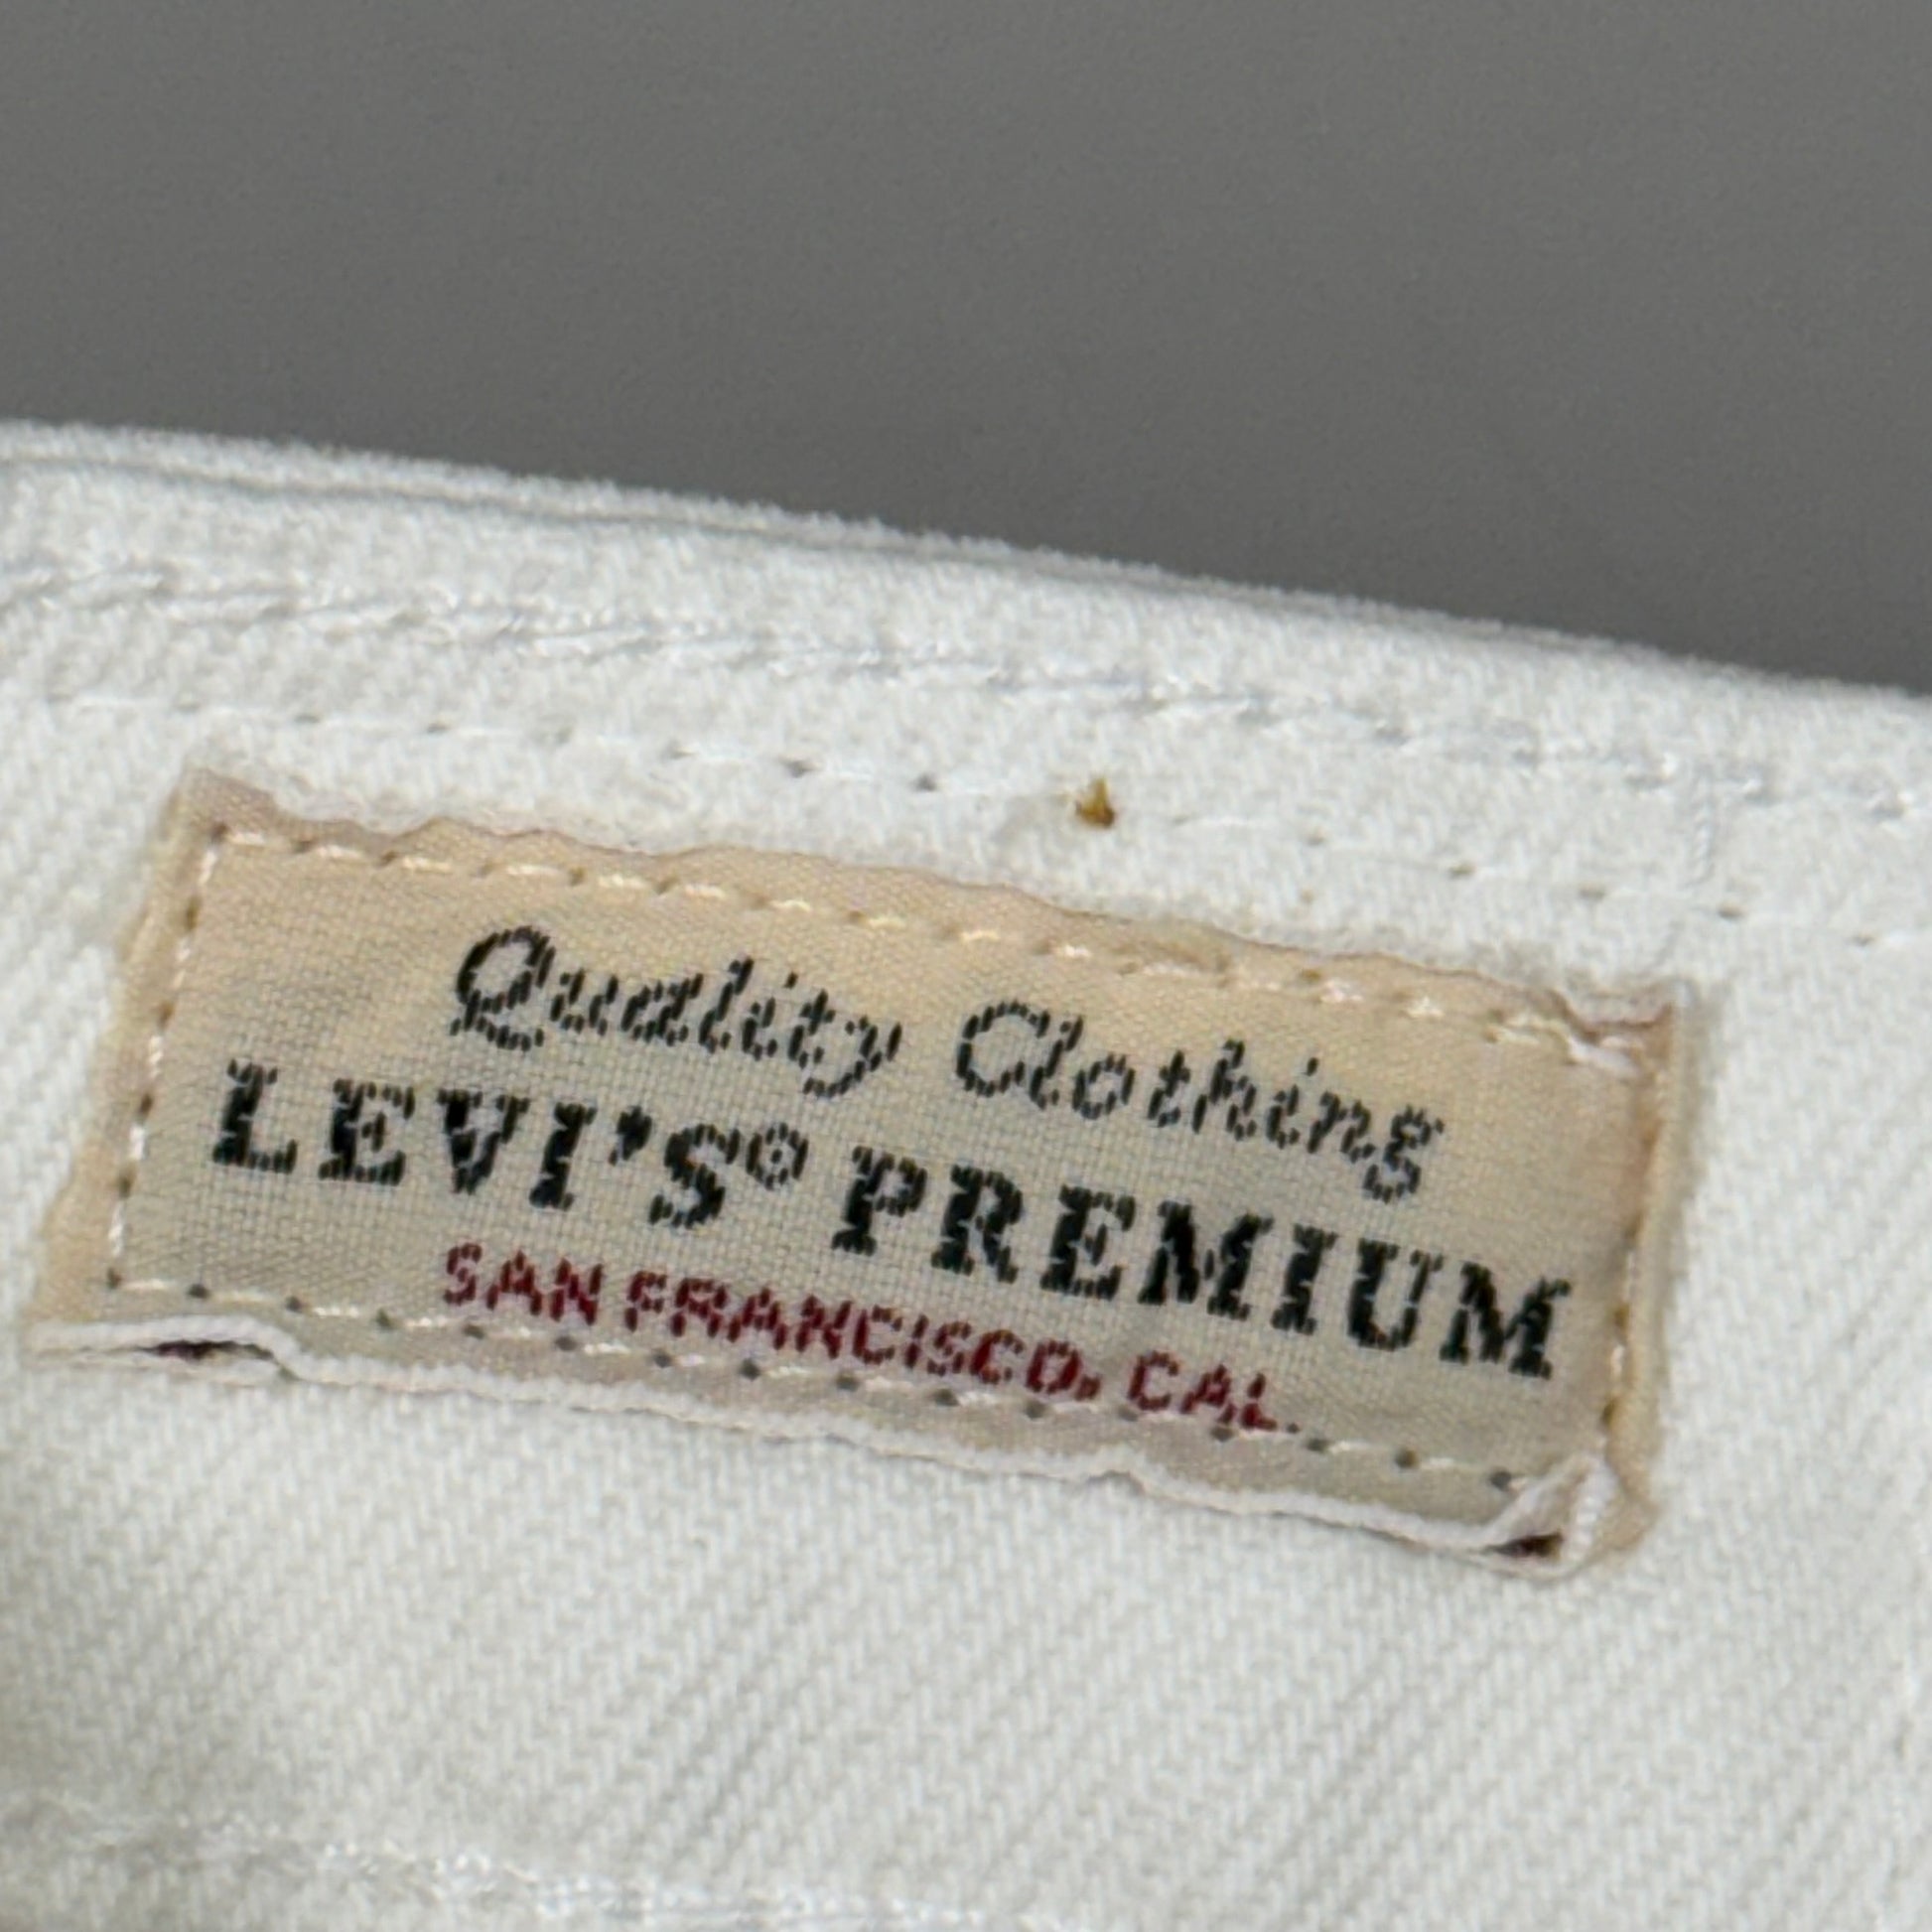 Quality Clothing
LEVI'S® PREMIUM
SAN FRANCISCO, CAL.